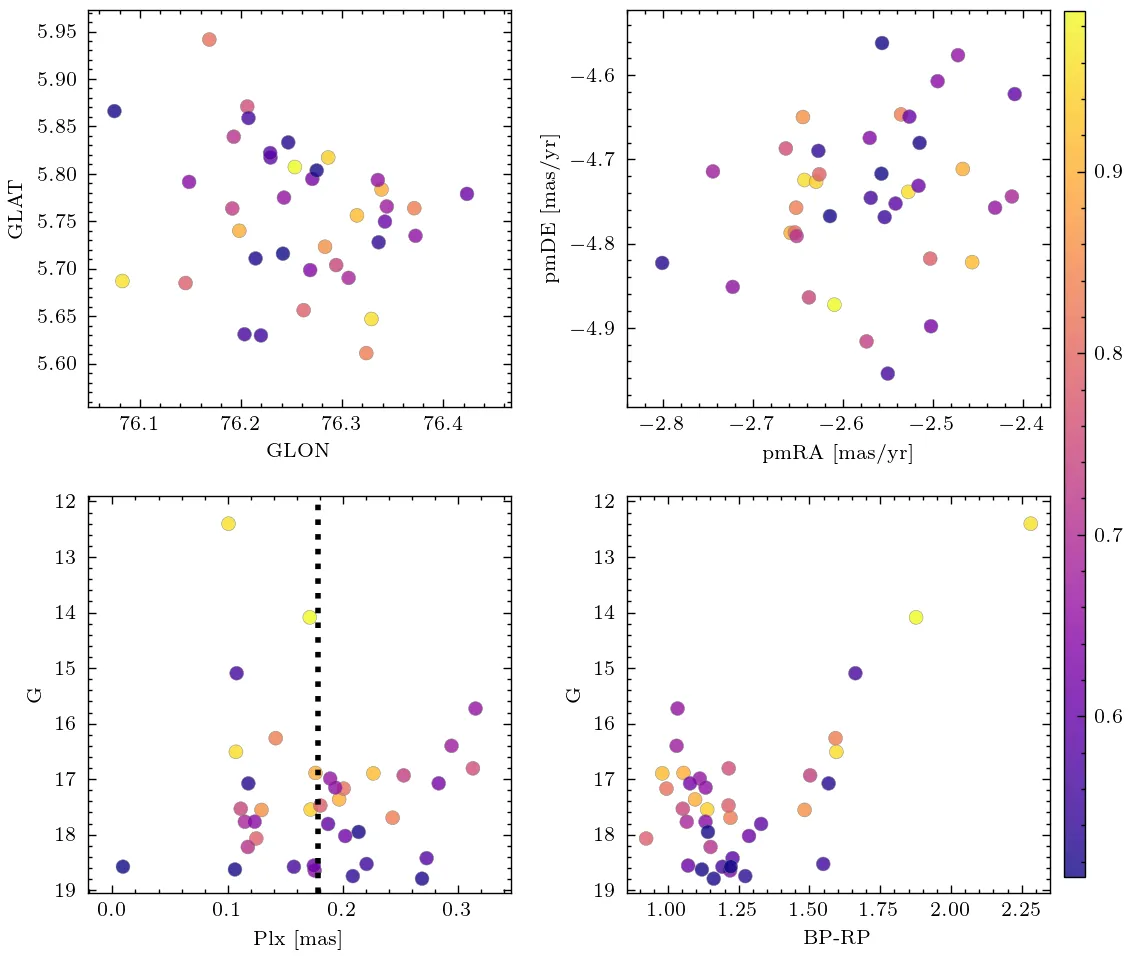 5.95
5.90
5.85
5.80
5.75
5.70
5.65
5.60
GLAT
76.1 76.2 76.3 76.4
GLON
−4.6
−4.7
−4.8
−4.9
pmDE [mas/yr]
−2.8 −2.7 −2.6 −2.5 −2.4
pmRA [mas/yr]
0.9
0.8
0.7
0.6
12
13
14
15
16
17
18
19
G
0.0 0.1 0.2 0.3
Plx [mas]
12
13
14
15
16
17
18
19
G
1.00 1.25 1.50 1.75 2.00 2.25
BP-RP